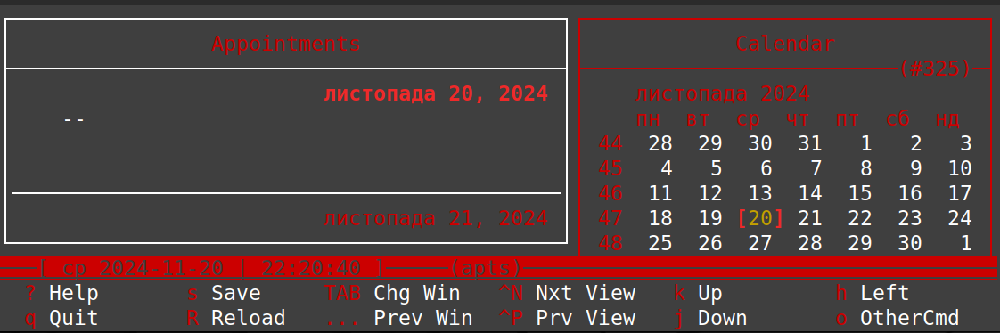 Appointments
листопада 20, 2024
--
листопада 21, 2024
Calendar
(#325)
листопада 2024
пн вт ср чт пт сб нд
44 28 29 30 31 1 2 3
45 4 5 6 7 8 9 10
46 11 12 13 14 15 16 17
47 18 19 [20] 21 22 23 24
48 25 26 27 28 29 30 1
[ ср 2024-11-20 | 22:20:40 ] (apts)
? Help s Save TAB Chg Win ^N Nxt View k Up h Left
q Quit R Reload ... Prev Win ^P Prv View j Down o OtherCmd